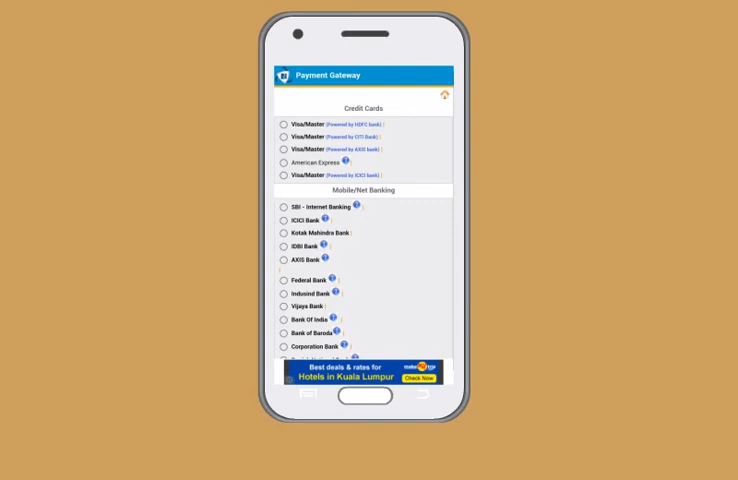 Payment Gateway
Credit Cards
Visa/Master (Powered by HDFC bank) |
Visa/Master (Powered by CITI Bank) |
Visa/Master (Powered by AXIS bank) |
American Express ? |
Visa/Master (Powered by ICICI bank) |
Mobile/Net Banking
SBI - Internet Banking ? |
ICICI Bank ? |
Kotak Mahindra Bank |
IDBI Bank ? |
AXIS Bank ?
|
Federal Bank ? |
Indusind Bank ? |
Vijaya Bank |
Bank Of India ? |
Bank of Baroda ? |
Corporation Bank ? |
Best deals & rates for
Hotels in Kuala Lumpur
make my trip
Check Now